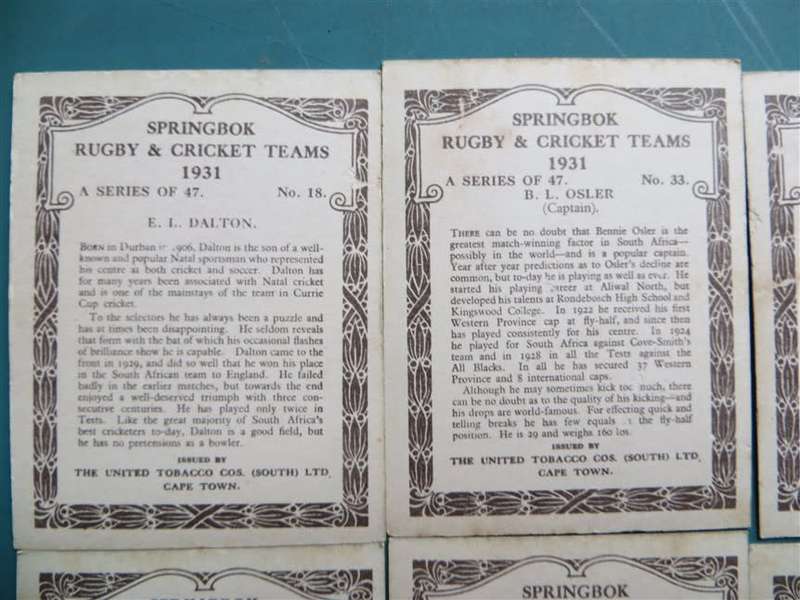 SPRINGBOK
RUGBY & CRICKET TEAMS
1931
A SERIES OF 47. No. 18.
E. L. DALTON.
BORN in Durban in 1906, Dalton is the son of a well-
known and popular Natal sportsman who represented
his centre at both cricket and soccer. Dalton has
for many years been associated with Natal cricket
and is one of the mainstays of the team in Currie
Cup cricket.
To the selectors he has always been a puzzle and
has at times been disappointing. He seldom reveals
that form with the bat of which his occasional flashes
of brilliance show he is capable. Dalton came to the
front in 1929, and did so well that he won his place
in the South African team to England. He failed
badly in the earlier matches, but towards the end
enjoyed a well-deserved triumph with three con-
secutive centuries. He has played only twice in
Tests. Like the great majority of South Africa's
best cricketers to-day, Dalton is a good field, but
he has no pretensions as a bowler.
ISSUED BY
THE UNITED TOBACCO COS. (SOUTH) LTD.
CAPE TOWN.
SPRINGBOK
RUGBY & CRICKET TEAMS
1931
A SERIES OF 47. No. 33.
B. L. OSLER
(Captain).
THERE can be no doubt that Bennie Osler is the
greatest match-winning factor in South Africa—
possibly in the world—and is a popular captain.
Year after year predictions as to Osler's decline are
common, but to-day he is playing as well as ever. He
started his playing career at Aliwal North, but
developed his talents at Rondebosch High School and
Kingswood College. In 1922 he received his first
Western Province cap at fly-half, and since then
has played consistently for his centre. In 1924
he played for South Africa against Cove-Smith's
team and in 1928 in all the Tests against the
All Blacks. In all he has secured 37 Western
Province and 8 international caps.
Although he may sometimes kick too much, there
can be no doubt as to the quality of his kicking—and
his drops are world-famous. For effecting quick and
telling breaks he has few equals at the fly-half
position. He is 29 and weighs 160 lbs.
ISSUED BY
THE UNITED TOBACCO COS. (SOUTH) LTD.
CAPE TOWN.
SPRINGBOK